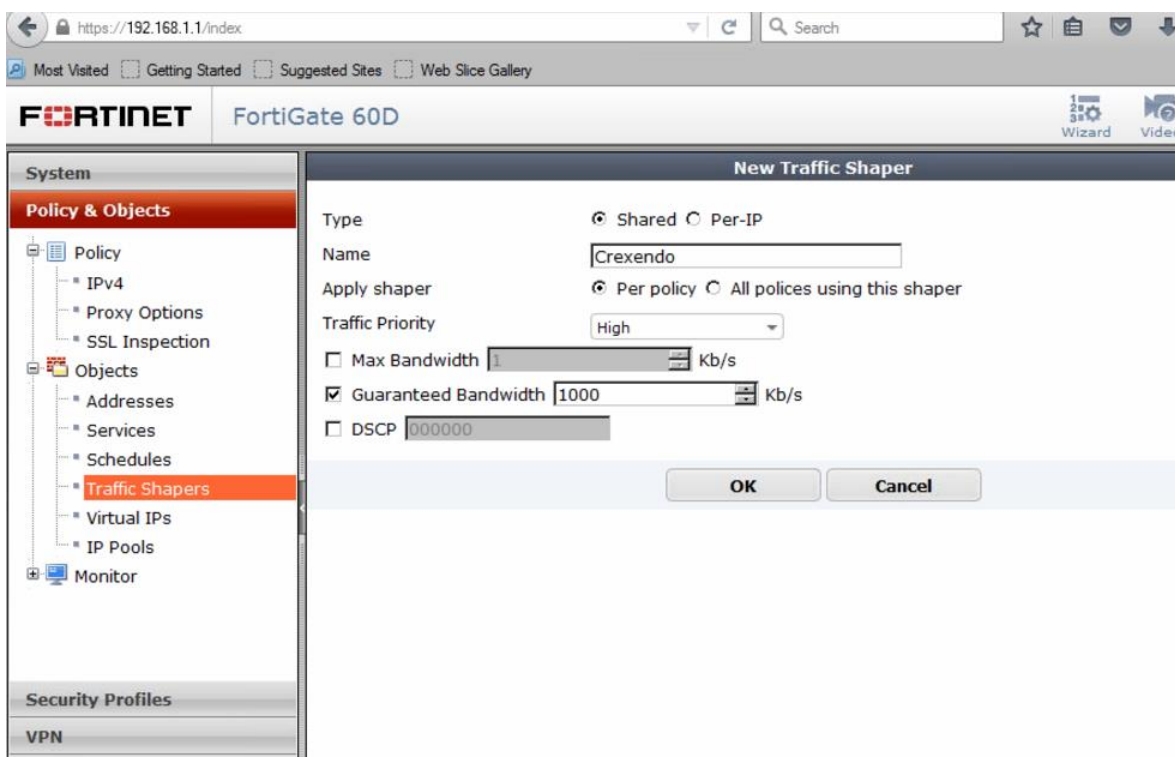 https://192.168.1.1/index
Search
Most Visited Getting Started Suggested Sites Web Slice Gallery
FORTINET FortiGate 60D
Wizard
System
Policy & Objects
Policy
IPv4
Proxy Options
SSL Inspection
Objects
Addresses
Services
Schedules
Traffic Shapers
Virtual IPs
IP Pools
Monitor
Security Profiles
VPN
New Traffic Shaper
Type Shared Per-IP
Name Crexendo
Apply shaper Per policy All polices using this shaper
Traffic Priority High
Max Bandwidth 1 Kb/s
Guaranteed Bandwidth 1000 Kb/s
DSCP 000000
OK Cancel